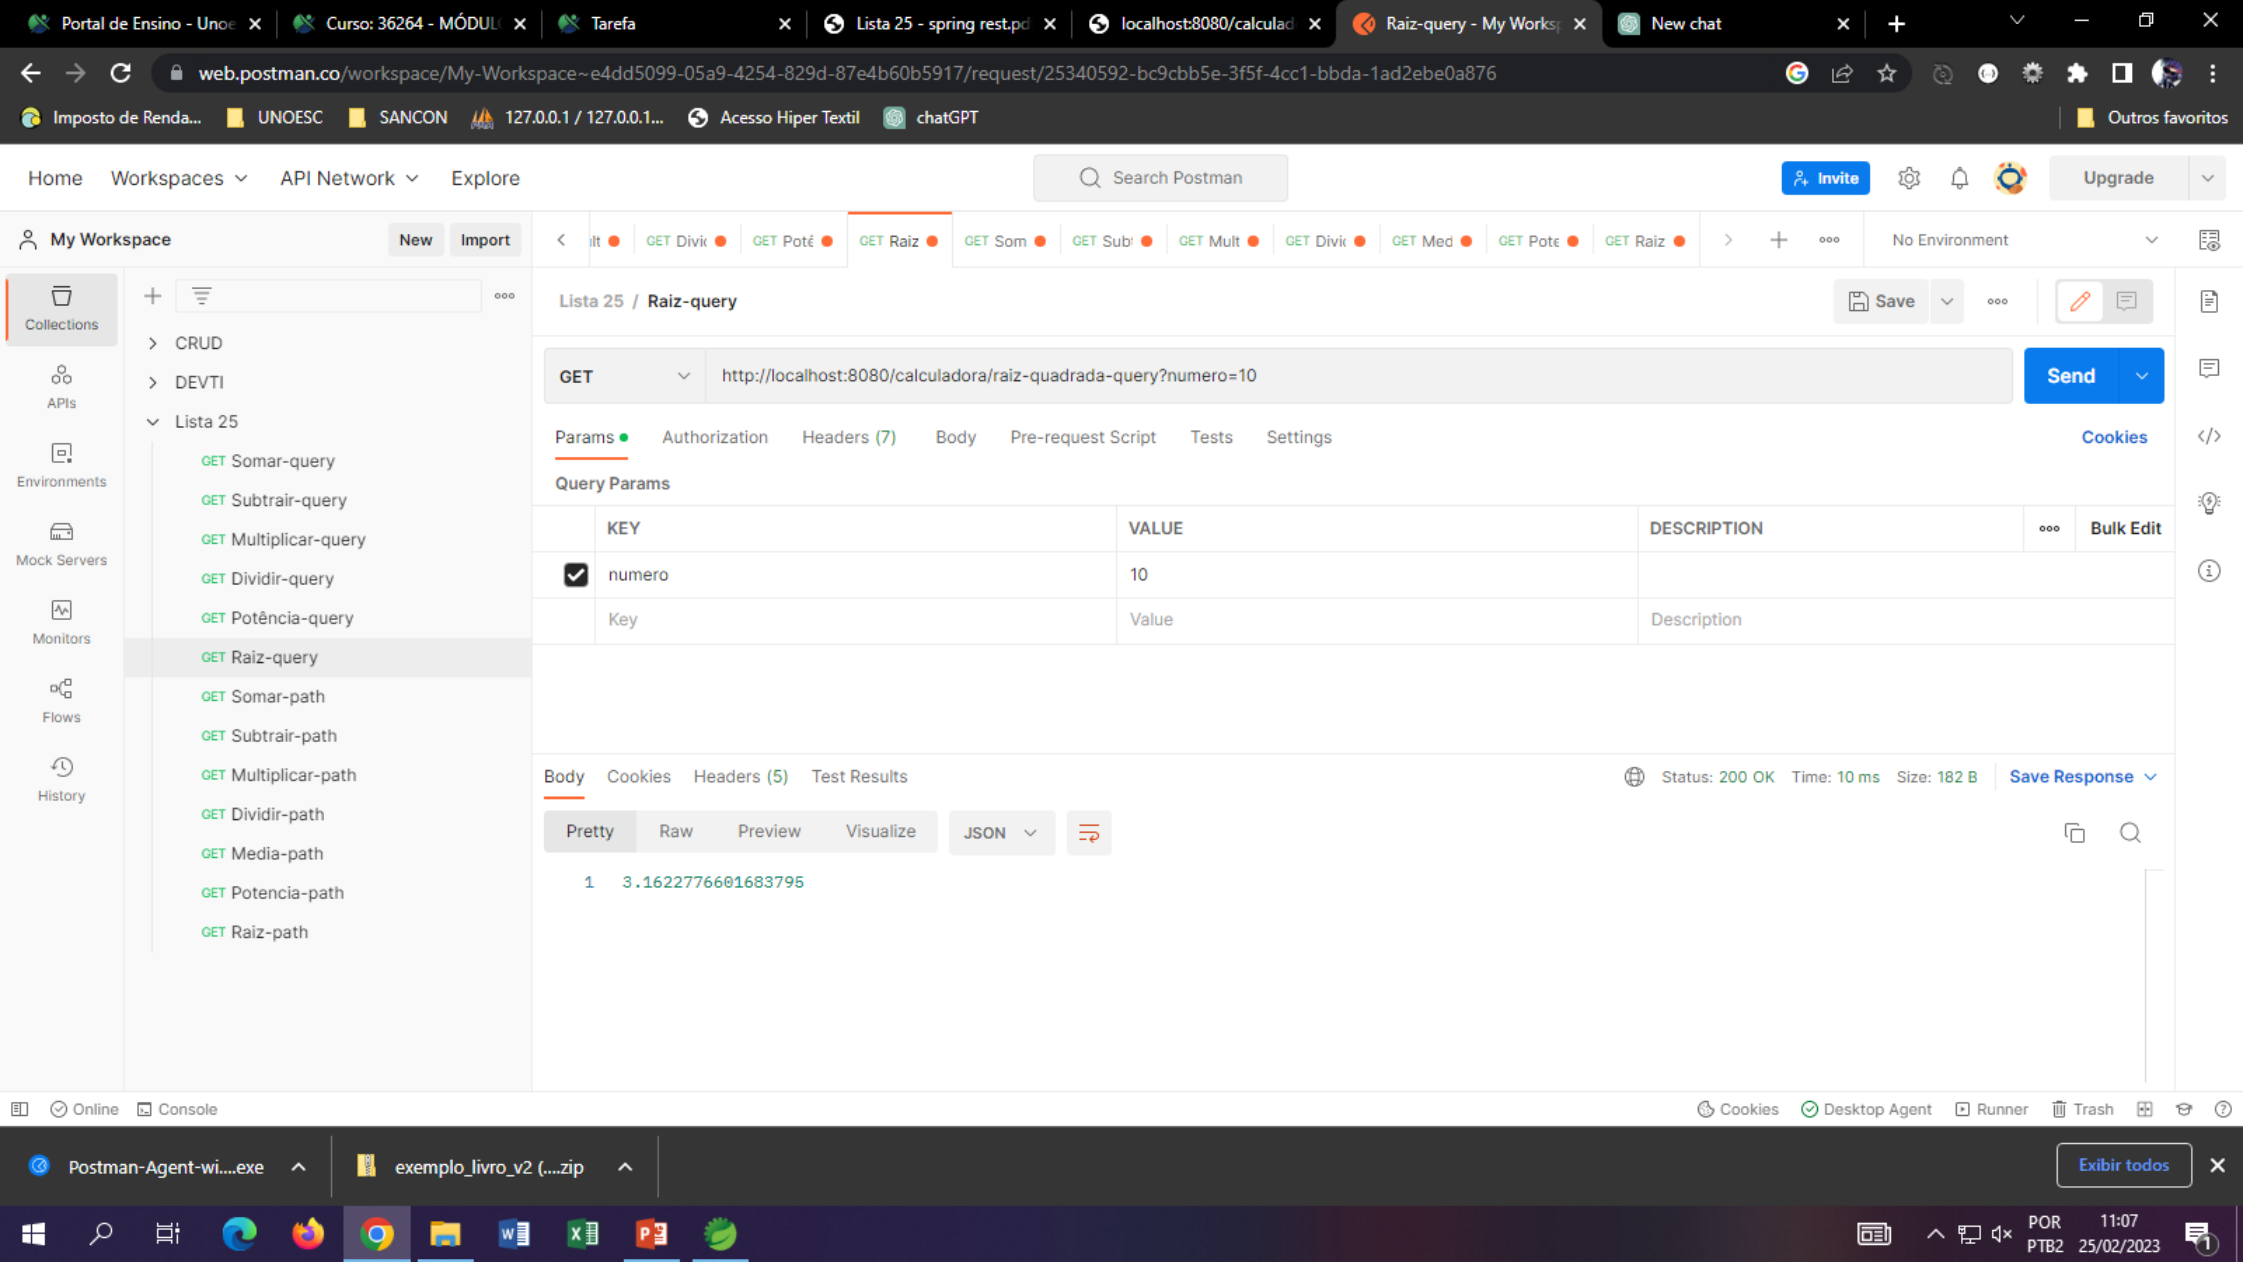 Portal de Ensino - Unoe
Curso: 36264 - MÓDUL
Tarefa
Lista 25 - spring rest.pd
localhost:8080/calculad
Raiz-query - My Worksp
New chat
web.postman.co/workspace/My-Workspace~e4dd5099-05a9-4254-829d-87e4b60b5917/request/25340592-bc9cbb5e-3f5f-4cc1-bbda-1ad2ebe0a876
Imposto de Renda...
UNOESC
SANCON
127.0.0.1 / 127.0.0.1...
Acesso Hiper Textil
chatGPT
Outros favoritos
Home
Workspaces
API Network
Explore
Search Postman
Invite
Upgrade
My Workspace
New
Import
GET Divi
GET Potê
GET Raiz
GET Som
GET Subt
GET Mult
GET Divi
GET Med
GET Pote
GET Raiz
No Environment
Collections
APIs
Environments
Mock Servers
Monitors
Flows
History
CRUD
DEVTI
Lista 25
GET Somar-query
GET Subtrair-query
GET Multiplicar-query
GET Dividir-query
GET Potência-query
GET Raiz-query
GET Somar-path
GET Subtrair-path
GET Multiplicar-path
GET Dividir-path
GET Media-path
GET Potencia-path
GET Raiz-path
Lista 25 / Raiz-query
Save
GET
http://localhost:8080/calculadora/raiz-quadrada-query?numero=10
Send
Params
Authorization
Headers (7)
Body
Pre-request Script
Tests
Settings
Cookies
Query Params
KEY
VALUE
DESCRIPTION
Bulk Edit
numero
10
Key
Value
Description
Body
Cookies
Headers (5)
Test Results
Status: 200 OK
Time: 10 ms
Size: 182 B
Save Response
Pretty
Raw
Preview
Visualize
JSON
1
3.1622776601683795
Online
Console
Cookies
Desktop Agent
Runner
Trash
Postman-Agent-wi....exe
exemplo_livro_v2 (....zip
Exibir todos
POR
PTB2
11:07
25/02/2023
1